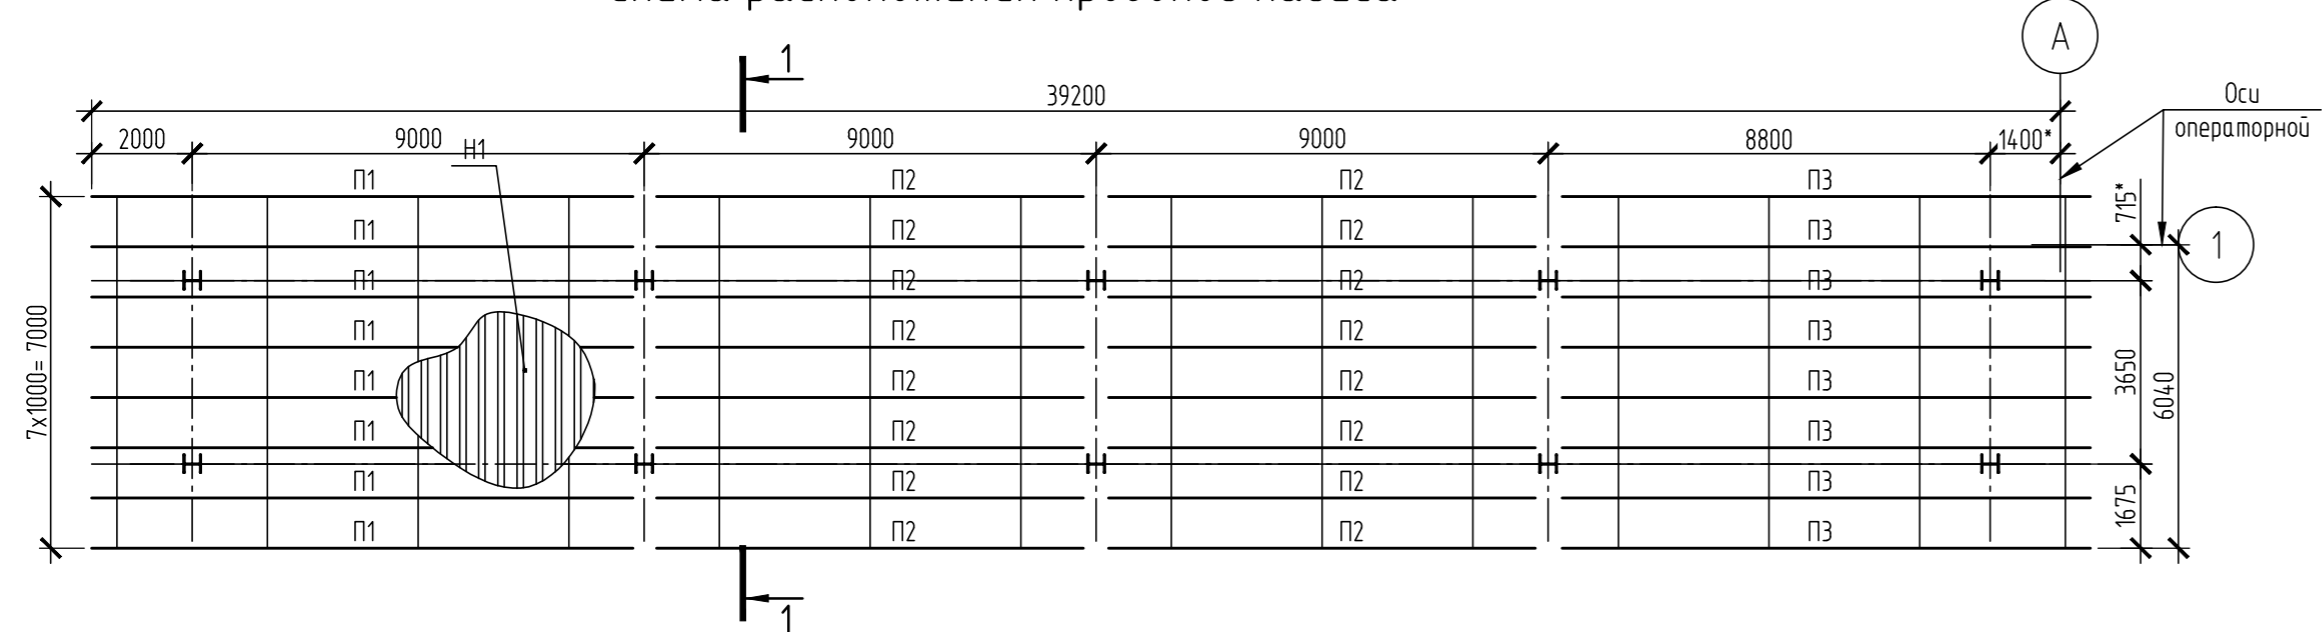 А
1
39200
Оси
операторной
2000
9000
9000
9000
8800
1400*
Н1
П1
П2
П2
П3
715*
П1
П2
П2
П3
1
П1
П2
П2
П3
7х1000= 7000
П1
П2
П2
П3
3650
6040
П1
П2
П2
П3
П1
П2
П2
П3
П1
П2
П2
П3
1675
П1
П2
П2
П3
1